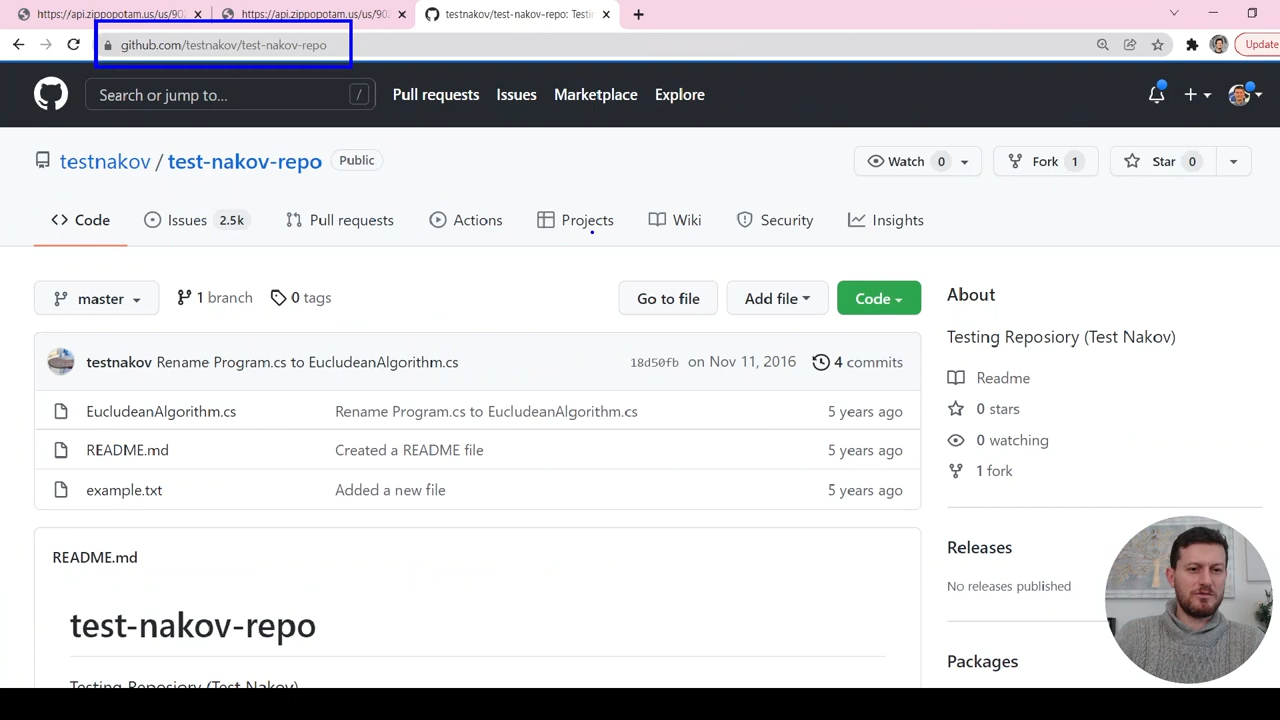 https://api.zippopotam.us/us/902
https://api.zippopotam.us/us/902
testnakov/test-nakov-repo: Testi
github.com/testnakov/test-nakov-repo
Update
Search or jump to...
/
Pull requests
Issues
Marketplace
Explore
testnakov / test-nakov-repo
Public
Watch 0
Fork 1
Star 0
Code
Issues 2.5k
Pull requests
Actions
Projects
Wiki
Security
Insights
master
1 branch
0 tags
Go to file
Add file
Code
testnakov Rename Program.cs to EucludeanAlgorithm.cs 18d50fb on Nov 11, 2016 4 commits
EucludeanAlgorithm.cs Rename Program.cs to EucludeanAlgorithm.cs 5 years ago
README.md Created a README file 5 years ago
example.txt Added a new file 5 years ago
README.md
test-nakov-repo
Testing Reposiory (Test Nakov)
About
Testing Reposiory (Test Nakov)
Readme
0 stars
0 watching
1 fork
Releases
No releases published
Packages